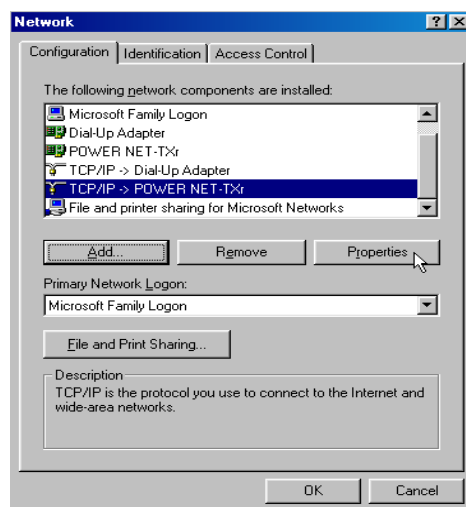 Network
Configuration Identification Access Control
The following network components are installed:
Microsoft Family Logon
Dial-Up Adapter
POWER NET-TXr
TCP/IP -> Dial-Up Adapter
TCP/IP -> POWER NET-TXr
File and printer sharing for Microsoft Networks
Add... Remove Properties
Primary Network Logon:
Microsoft Family Logon
File and Print Sharing...
Description
TCP/IP is the protocol you use to connect to the Internet and
wide-area networks.
OK Cancel